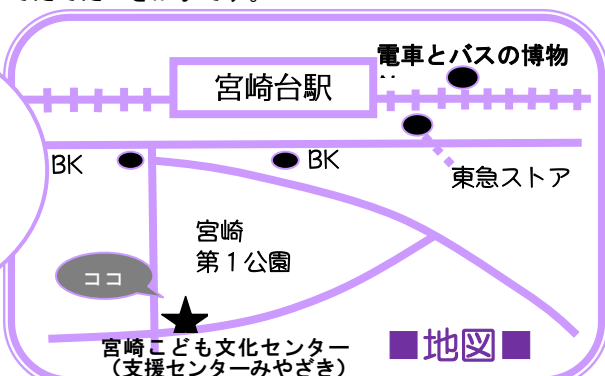 電車とバスの博物
宮崎台駅
BK
BK
東急ストア
宮崎
第1公園
ココ
宮崎こども文化センター
（支援センターみやざき）
■地図■